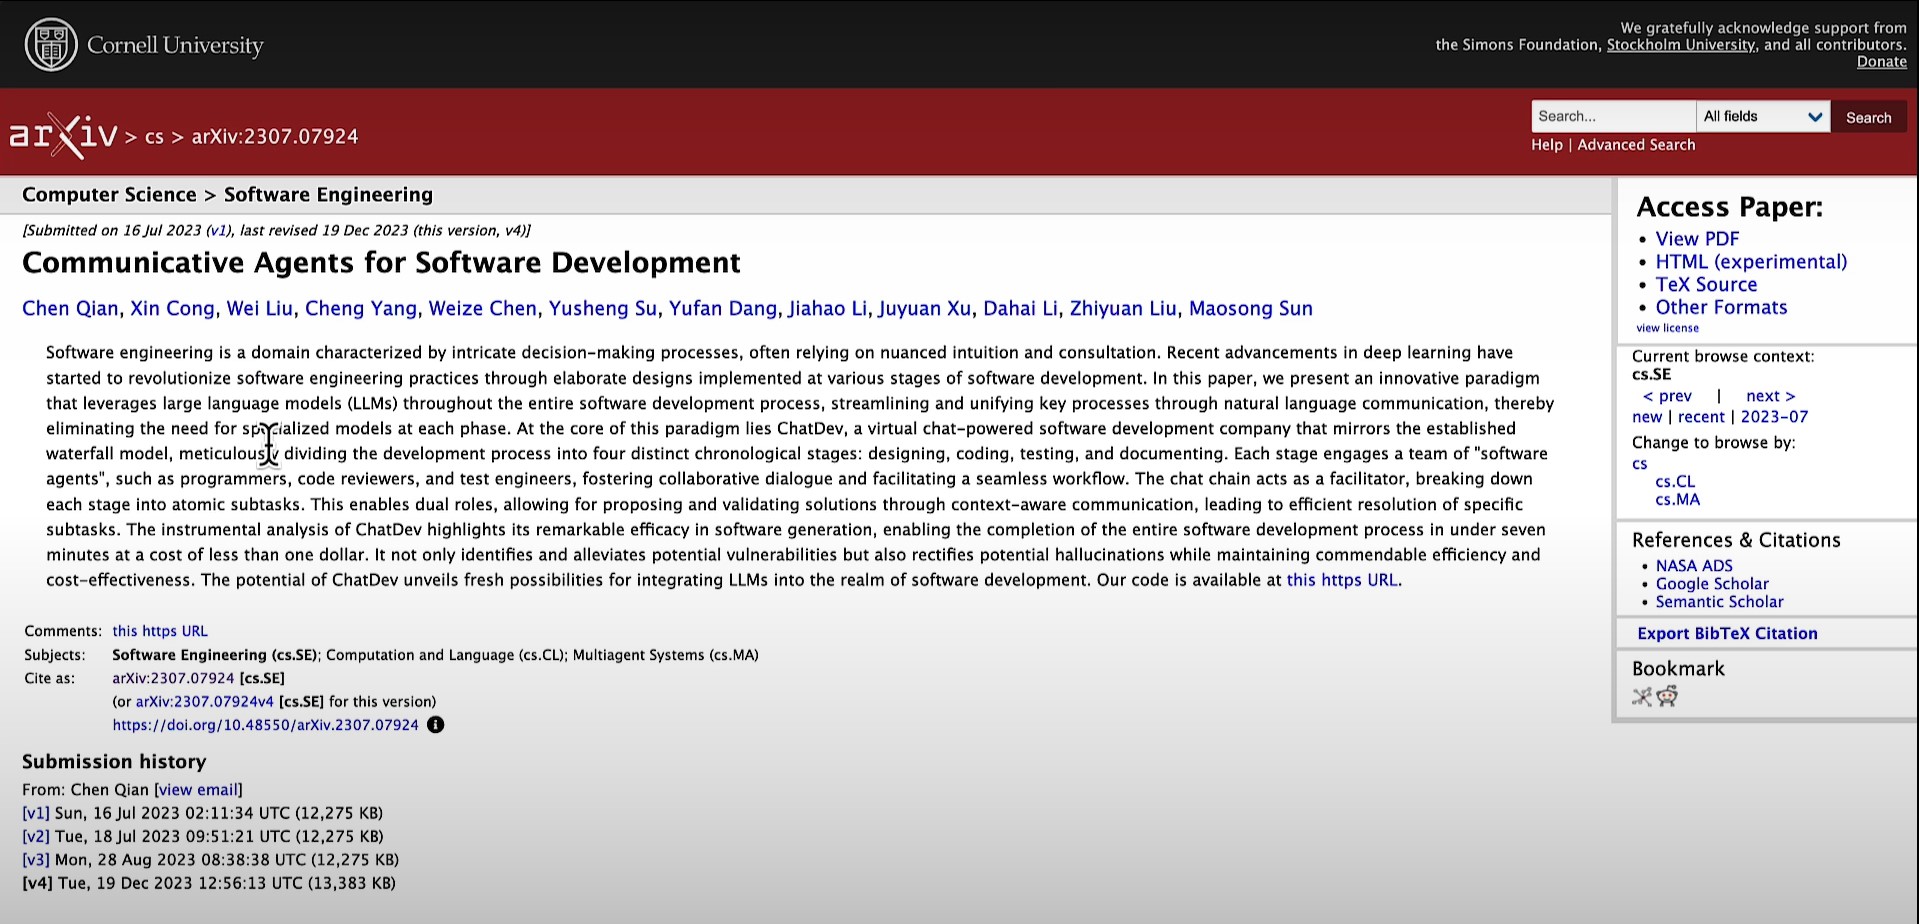 Cornell University
We gratefully acknowledge support from
the Simons Foundation, Stockholm University, and all contributors.
Donate
arXiv > cs > arXiv:2307.07924
Search...
All fields
Search
Help | Advanced Search
Computer Science > Software Engineering
[Submitted on 16 Jul 2023 (v1), last revised 19 Dec 2023 (this version, v4)]
Communicative Agents for Software Development
Chen Qian, Xin Cong, Wei Liu, Cheng Yang, Weize Chen, Yusheng Su, Yufan Dang, Jiahao Li, Juyuan Xu, Dahai Li, Zhiyuan Liu, Maosong Sun
Software engineering is a domain characterized by intricate decision-making processes, often relying on nuanced intuition and consultation. Recent advancements in deep learning have
started to revolutionize software engineering practices through elaborate designs implemented at various stages of software development. In this paper, we present an innovative paradigm
that leverages large language models (LLMs) throughout the entire software development process, streamlining and unifying key processes through natural language communication, thereby
eliminating the need for specialized models at each phase. At the core of this paradigm lies ChatDev, a virtual chat-powered software development company that mirrors the established
waterfall model, meticulously dividing the development process into four distinct chronological stages: designing, coding, testing, and documenting. Each stage engages a team of "software
agents", such as programmers, code reviewers, and test engineers, fostering collaborative dialogue and facilitating a seamless workflow. The chat chain acts as a facilitator, breaking down
each stage into atomic subtasks. This enables dual roles, allowing for proposing and validating solutions through context-aware communication, leading to efficient resolution of specific
subtasks. The instrumental analysis of ChatDev highlights its remarkable efficacy in software generation, enabling the completion of the entire software development process in under seven
minutes at a cost of less than one dollar. It not only identifies and alleviates potential vulnerabilities but also rectifies potential hallucinations while maintaining commendable efficiency and
cost-effectiveness. The potential of ChatDev unveils fresh possibilities for integrating LLMs into the realm of software development. Our code is available at this https URL.
Comments: this https URL
Subjects: Software Engineering (cs.SE); Computation and Language (cs.CL); Multiagent Systems (cs.MA)
Cite as: arXiv:2307.07924 [cs.SE]
(or arXiv:2307.07924v4 [cs.SE] for this version)
https://doi.org/10.48550/arXiv.2307.07924
Submission history
From: Chen Qian [view email]
[v1] Sun, 16 Jul 2023 02:11:34 UTC (12,275 KB)
[v2] Tue, 18 Jul 2023 09:51:21 UTC (12,275 KB)
[v3] Mon, 28 Aug 2023 08:38:38 UTC (12,275 KB)
[v4] Tue, 19 Dec 2023 12:56:13 UTC (13,383 KB)
Access Paper:
• View PDF
• HTML (experimental)
• TeX Source
• Other Formats
view license
Current browse context:
cs.SE
< prev | next >
new | recent | 2023-07
Change to browse by:
cs
cs.CL
cs.MA
References & Citations
• NASA ADS
• Google Scholar
• Semantic Scholar
Export BibTeX Citation
Bookmark